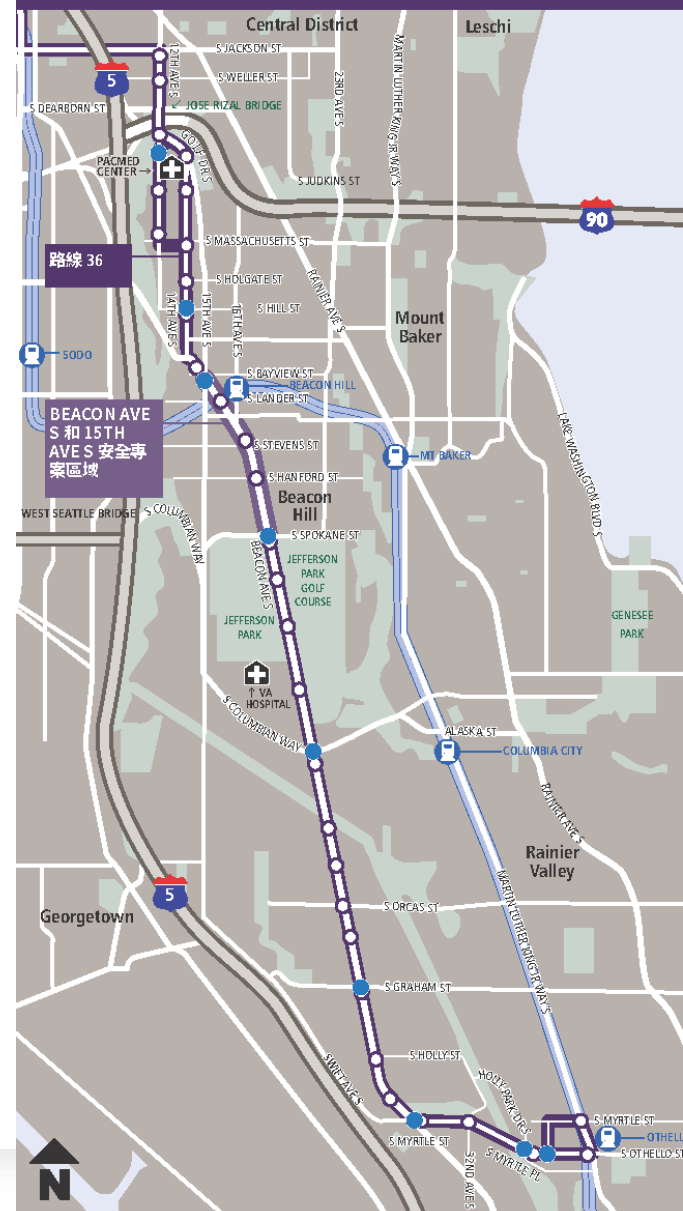 Central District
Leschi
S JACKSON ST
12TH AVE S
5
S WELLER ST
MARTIN LUTHER KING JR WAY S
23RD AVE S
S DEARBORN ST
↙ JOSE RIZAL BRIDGE
GOLF DR S
PACMED
CENTER →
S JUDKINS ST
90
S MASSACHUSETTS ST
路線 36
S HOLGATE ST
RAINIER AVE S
14TH AVE S
15TH AVE S
16TH AVE S
S HILL ST
Mount
Baker
SODO
S BAYVIEW ST
BEACON HILL
S LANDER ST
BEACON AVE
S 和 15TH
AVE S 安全專
案區域
LAKE WASHINGTON BLVD S
S STEVENS ST
MT BAKER
S HANFORD ST
Beacon
Hill
WEST SEATTLE BRIDGE
S COLUMBIAN WAY
S SPOKANE ST
BEACON AVE S
JEFFERSON
PARK
GOLF
COURSE
JEFFERSON
PARK
GENESEE
PARK
↑ VA
HOSPITAL
S COLUMBIAN WAY
ALASKA ST
COLUMBIA CITY
RAINIER AVE S
Rainier
Valley
5
MARTIN LUTHER KING JR WAY S
Georgetown
S ORCAS ST
S GRAHAM ST
S HOLLY ST
SWIFT AVE S
HOLLY PARK DR S
S MYRTLE ST
S MYRTLE ST
OTHELL
S OTHELLO ST
S MYRTLE PL
52ND AVE S
N